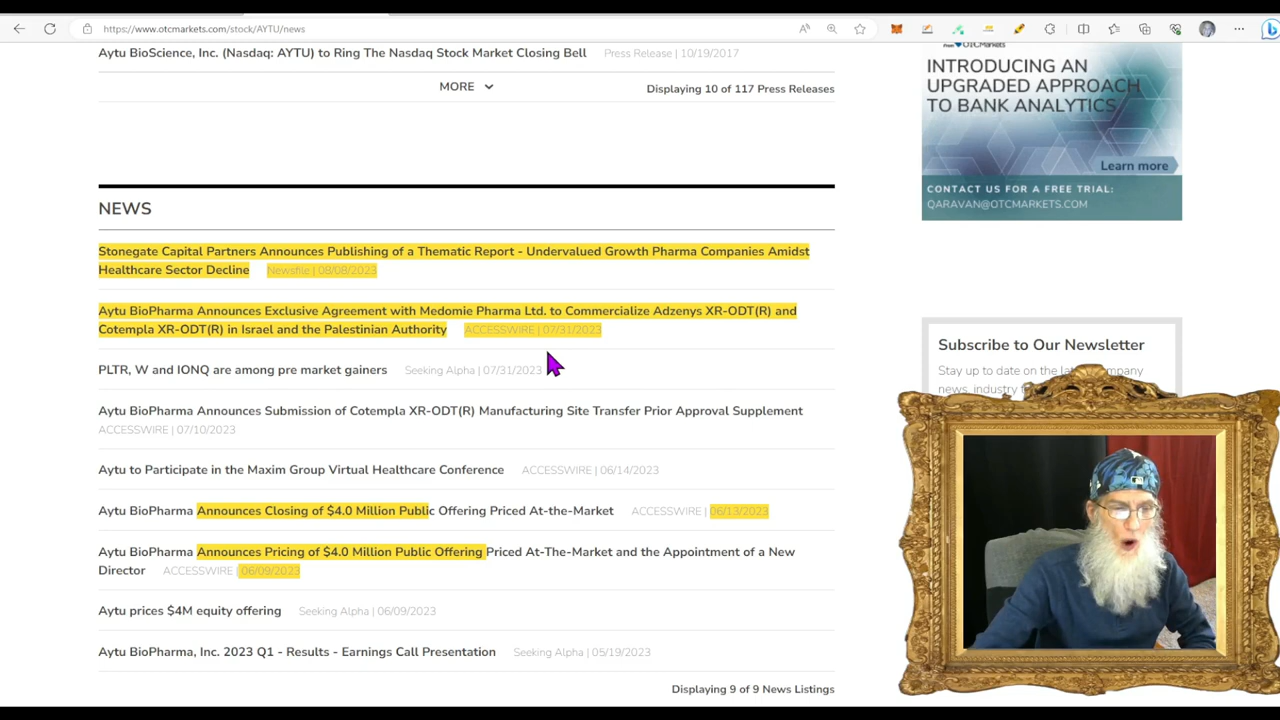 https://www.otcmarkets.com/stock/AYTU/news
Aytu BioScience, Inc. (Nasdaq: AYTU) to Ring The Nasdaq Stock Market Closing Bell Press Release | 10/19/2017
MORE
Displaying 10 of 117 Press Releases
NEWS
Stonegate Capital Partners Announces Publishing of a Thematic Report - Undervalued Growth Pharma Companies Amidst
Healthcare Sector Decline Newsfile | 08/08/2023
Aytu BioPharma Announces Exclusive Agreement with Medomie Pharma Ltd. to Commercialize Adzenys XR-ODT(R) and
Cotempla XR-ODT(R) in Israel and the Palestinian Authority ACCESSWIRE | 07/31/2023
PLTR, W and IONQ are among pre market gainers Seeking Alpha | 07/31/2023
Aytu BioPharma Announces Submission of Cotempla XR-ODT(R) Manufacturing Site Transfer Prior Approval Supplement
ACCESSWIRE | 07/10/2023
Aytu to Participate in the Maxim Group Virtual Healthcare Conference ACCESSWIRE | 06/14/2023
Aytu BioPharma Announces Closing of $4.0 Million Public Offering Priced At-the-Market ACCESSWIRE | 06/13/2023
Aytu BioPharma Announces Pricing of $4.0 Million Public Offering Priced At-The-Market and the Appointment of a New
Director ACCESSWIRE | 06/09/2023
Aytu prices $4M equity offering Seeking Alpha | 06/09/2023
Aytu BioPharma, Inc. 2023 Q1 - Results - Earnings Call Presentation Seeking Alpha | 05/19/2023
Displaying 9 of 9 News Listings
From OTCMarkets
INTRODUCING AN
UPGRADED APPROACH
TO BANK ANALYTICS
Learn more
CONTACT US FOR A FREE TRIAL:
QARAVAN@OTCMARKETS.COM
Subscribe to Our Newsletter
Stay up to date on the
news, industry